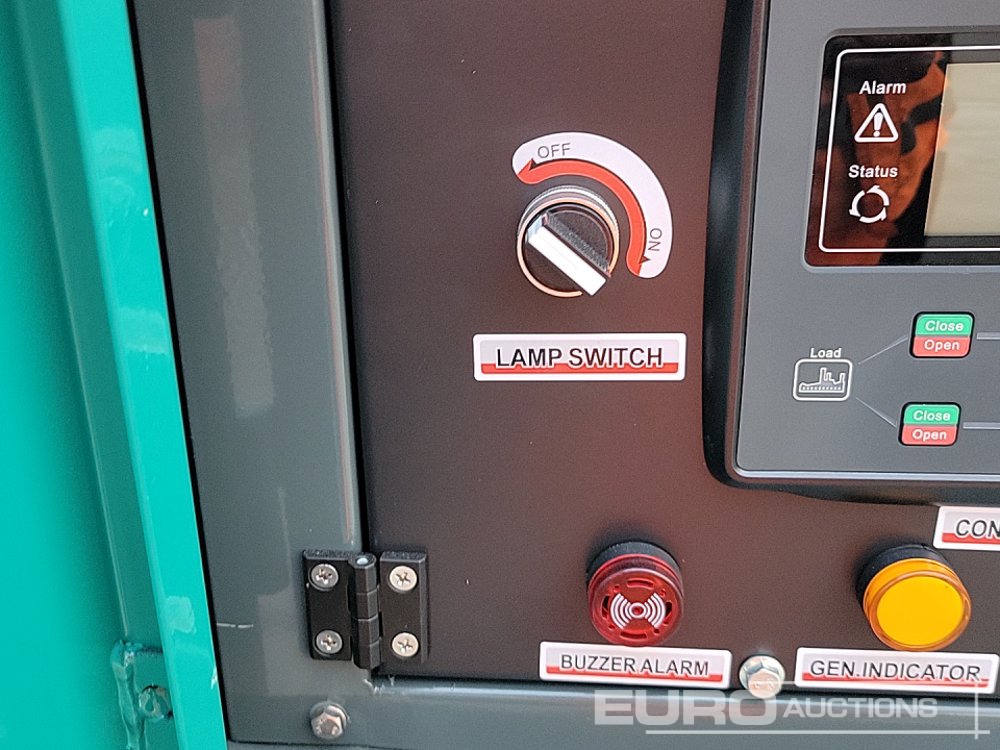 Alarm
Status
OFF
ON
LAMP SWITCH
Load
Close
Open
Close
Open
CON
BUZZER.ALARM
GEN.INDICATOR
EURO AUCTIONS